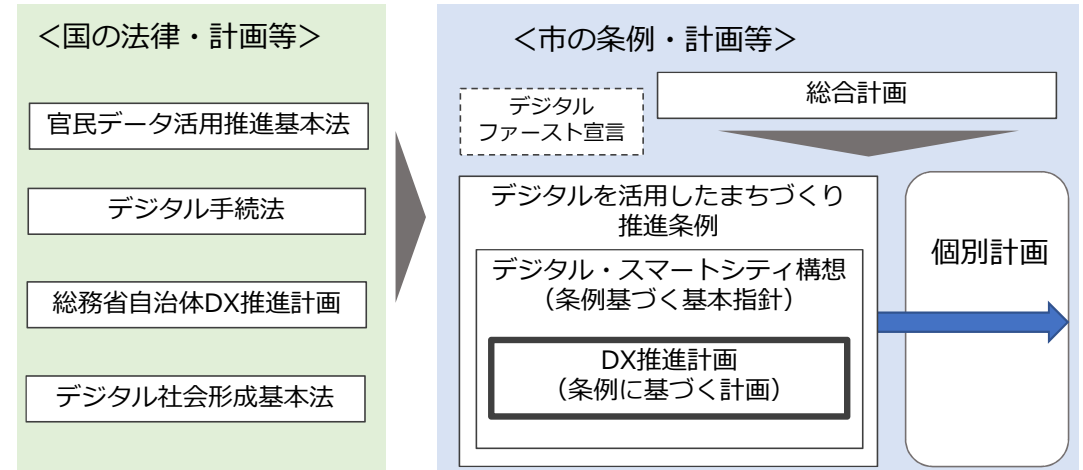 ＜国の法律・計画等＞
官民データ活用推進基本法
デジタル手続法
総務省自治体DX推進計画
デジタル社会形成基本法
＜市の条例・計画等＞
デジタル
ファースト宣言
総合計画
デジタルを活用したまちづくり
推進条例
デジタル・スマートシティ構想
（条例基づく基本指針）
DX推進計画
（条例に基づく計画）
個別計画